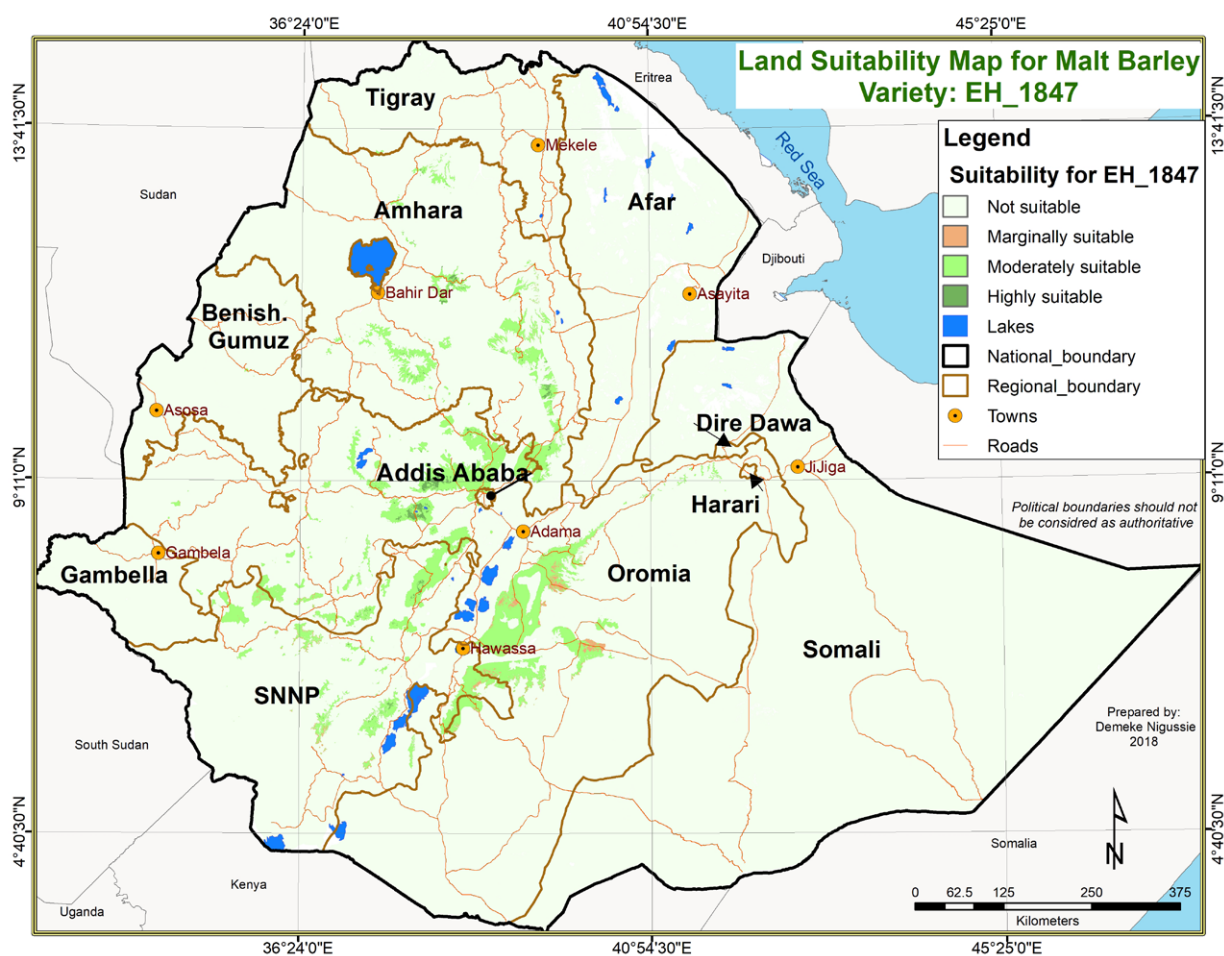 36°24'0"E
40°54'30"E
45°25'0"E
Land Suitability Map for Malt Barley
Variety: EH_1847
13°41'30"N
13°41'30"N
Eritrea
Tigray
Mekele
Red Sea
Legend
Suitability for EH_1847
Not suitable
Marginally suitable
Moderately suitable
Highly suitable
Lakes
National_boundary
Regional_boundary
Towns
Roads
Sudan
Amhara
Afar
Djibouti
Bahir Dar
Asayita
Benish.
Gumuz
Asosa
Dire Dawa
Addis Ababa
JiJiga
9°11'0"N
9°11'0"N
Harari
Political boundaries should not
be considred as authoritative
Adama
Gambela
Gambella
Oromia
Hawassa
Somali
SNNP
Prepared by:
Demeke Nigussie
2018
South Sudan
4°40'30"N
4°40'30"N
N
Somalia
Kenya
Uganda
0 62.5 125 250 375
Kilometers
36°24'0"E
40°54'30"E
45°25'0"E